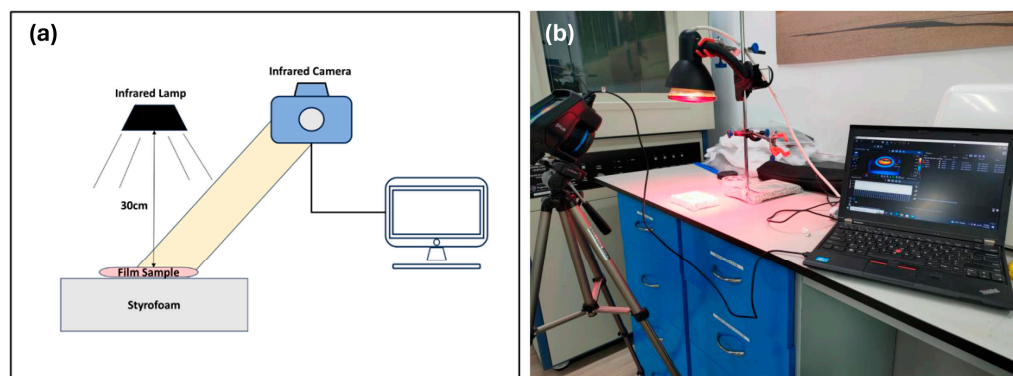 (a)
Infrared Camera
Infrared Lamp
30cm
Film Sample
Styrofoam
(b)